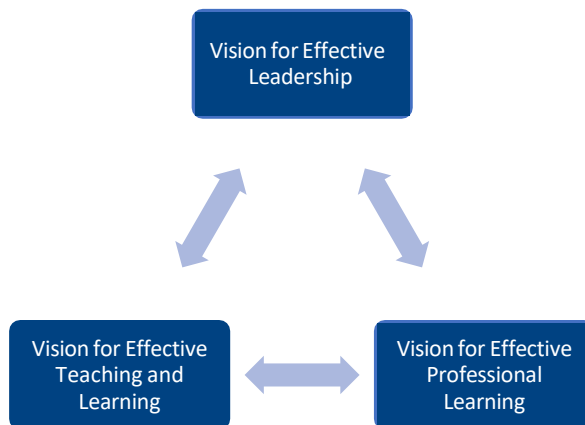 Vision for Effective
Leadership
Vision for Effective
Teaching and
Learning
Vision for Effective
Professional
Learning